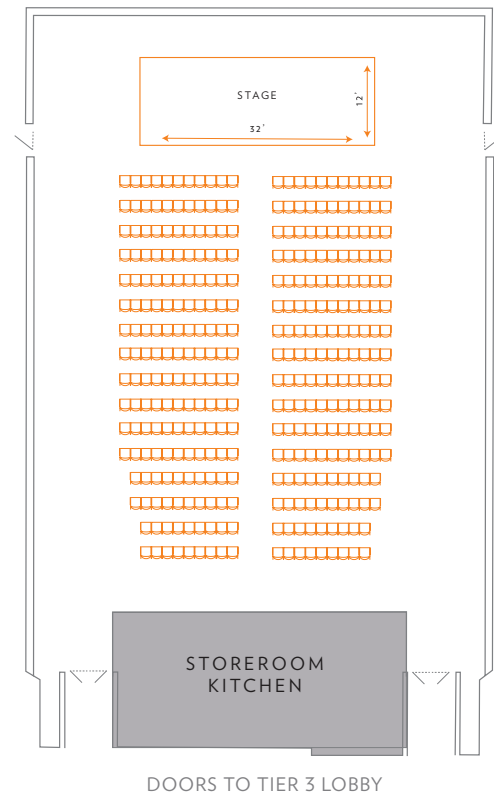 STAGE
12'
32'
STOREROOM
KITCHEN
DOORS TO TIER 3 LOBBY